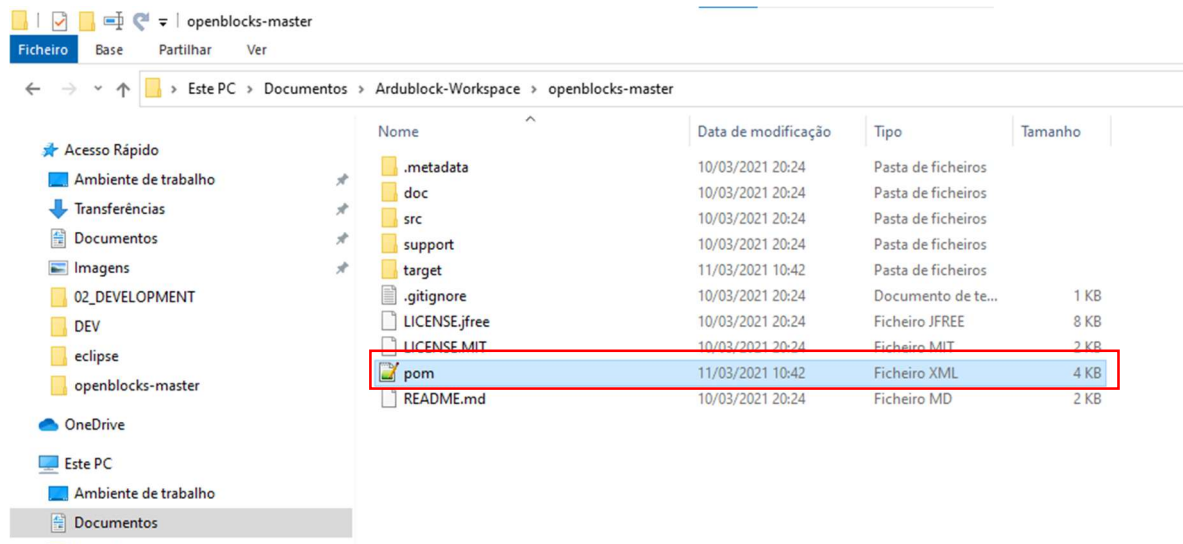 openblocks-master
Ficheiro Base Partilhar Ver
Este PC Documentos Ardublock-Workspace openblocks-master
Nome Data de modificação Tipo Tamanho
Acesso Rápido
Ambiente de trabalho
Transferências
Documentos
Imagens
02_DEVELOPMENT
DEV
eclipse
openblocks-master
OneDrive
Este PC
Ambiente de trabalho
Documentos
.metadata 10/03/2021 20:24 Pasta de ficheiros
doc 10/03/2021 20:24 Pasta de ficheiros
src 10/03/2021 20:24 Pasta de ficheiros
support 10/03/2021 20:24 Pasta de ficheiros
target 11/03/2021 10:42 Pasta de ficheiros
.gitignore 10/03/2021 20:24 Documento de te... 1 KB
LICENSE.jfree 10/03/2021 20:24 Ficheiro JFREE 8 KB
LICENSE.MIT 10/03/2021 20:24 Ficheiro MIT 2 KB
pom 11/03/2021 10:42 Ficheiro XML 4 KB
README.md 10/03/2021 20:24 Ficheiro MD 2 KB